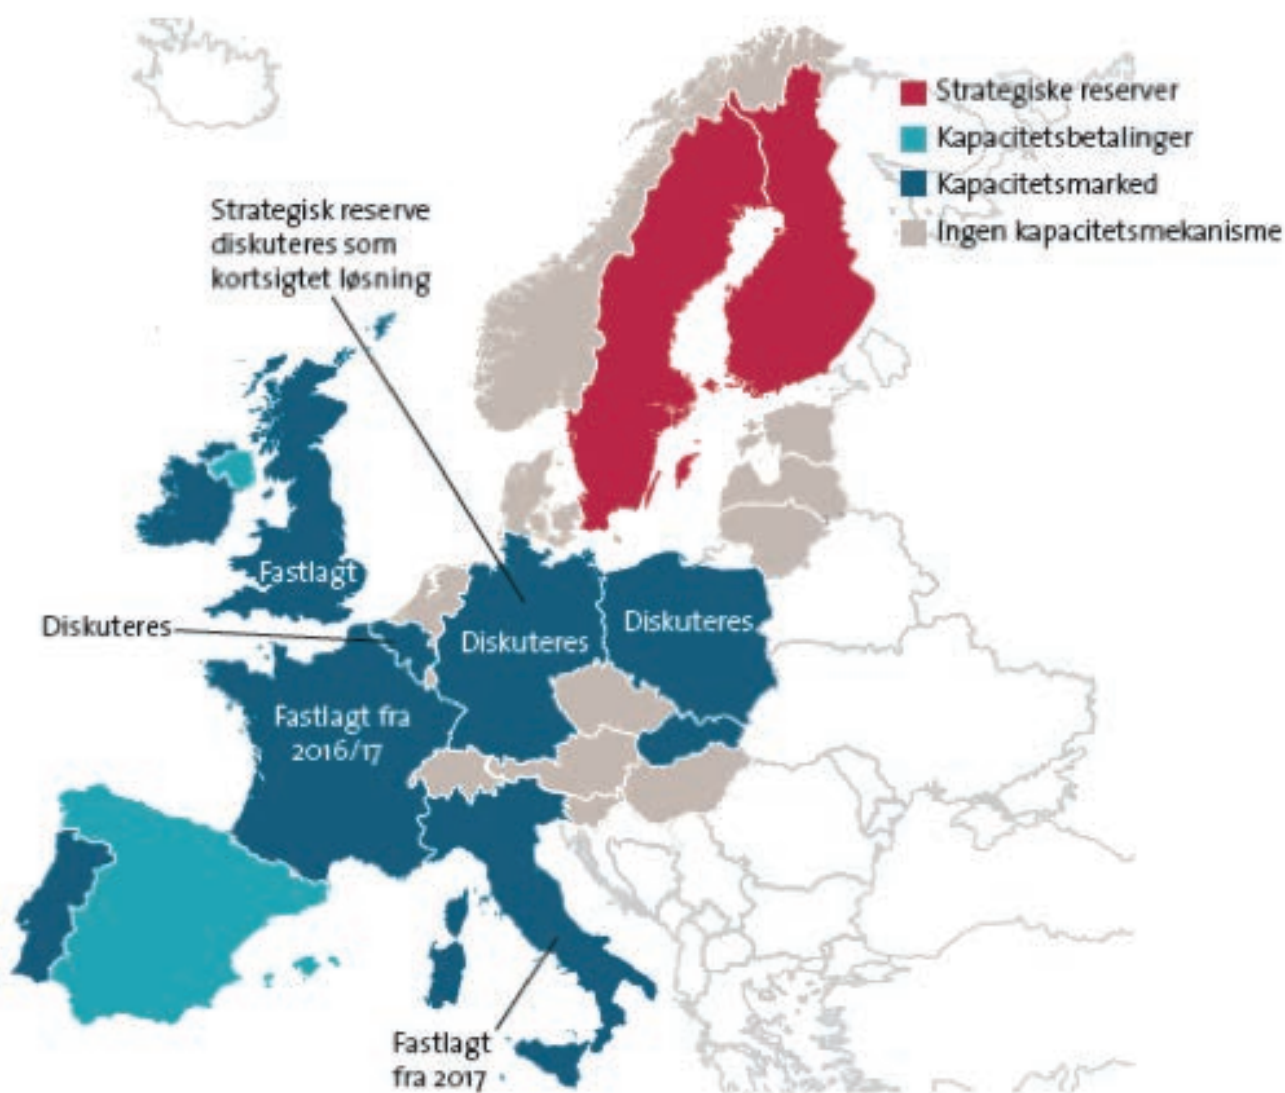 Strategiske reserver
Kapacitetsbetalinger
Kapacitetsmarked
Ingen kapacitetsmekanisme
Strategisk reserve
diskuteres som
kortsigtet løsning
Fastlagt
Diskuteres
Diskuteres
Diskuteres
Fastlagt fra
2016/17
Fastlagt
fra 2017